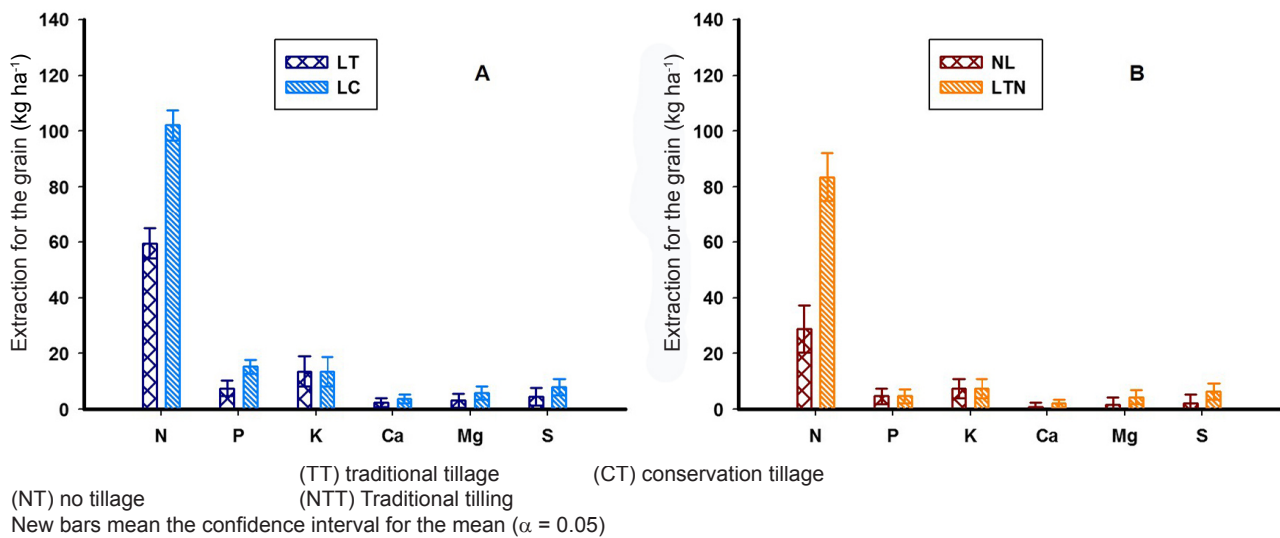 140
120
100
80
60
40
20
0
Extraction for the grain (kg ha⁻¹)
LT
LC
A
N P K Ca Mg S
140
120
100
80
60
40
20
0
Extraction for the grain (kg ha⁻¹)
NL
LTN
B
N P K Ca Mg S
(TT) traditional tillage (CT) conservation tillage
(NT) no tillage (NTT) Traditional tilling
New bars mean the confidence interval for the mean (α = 0.05)